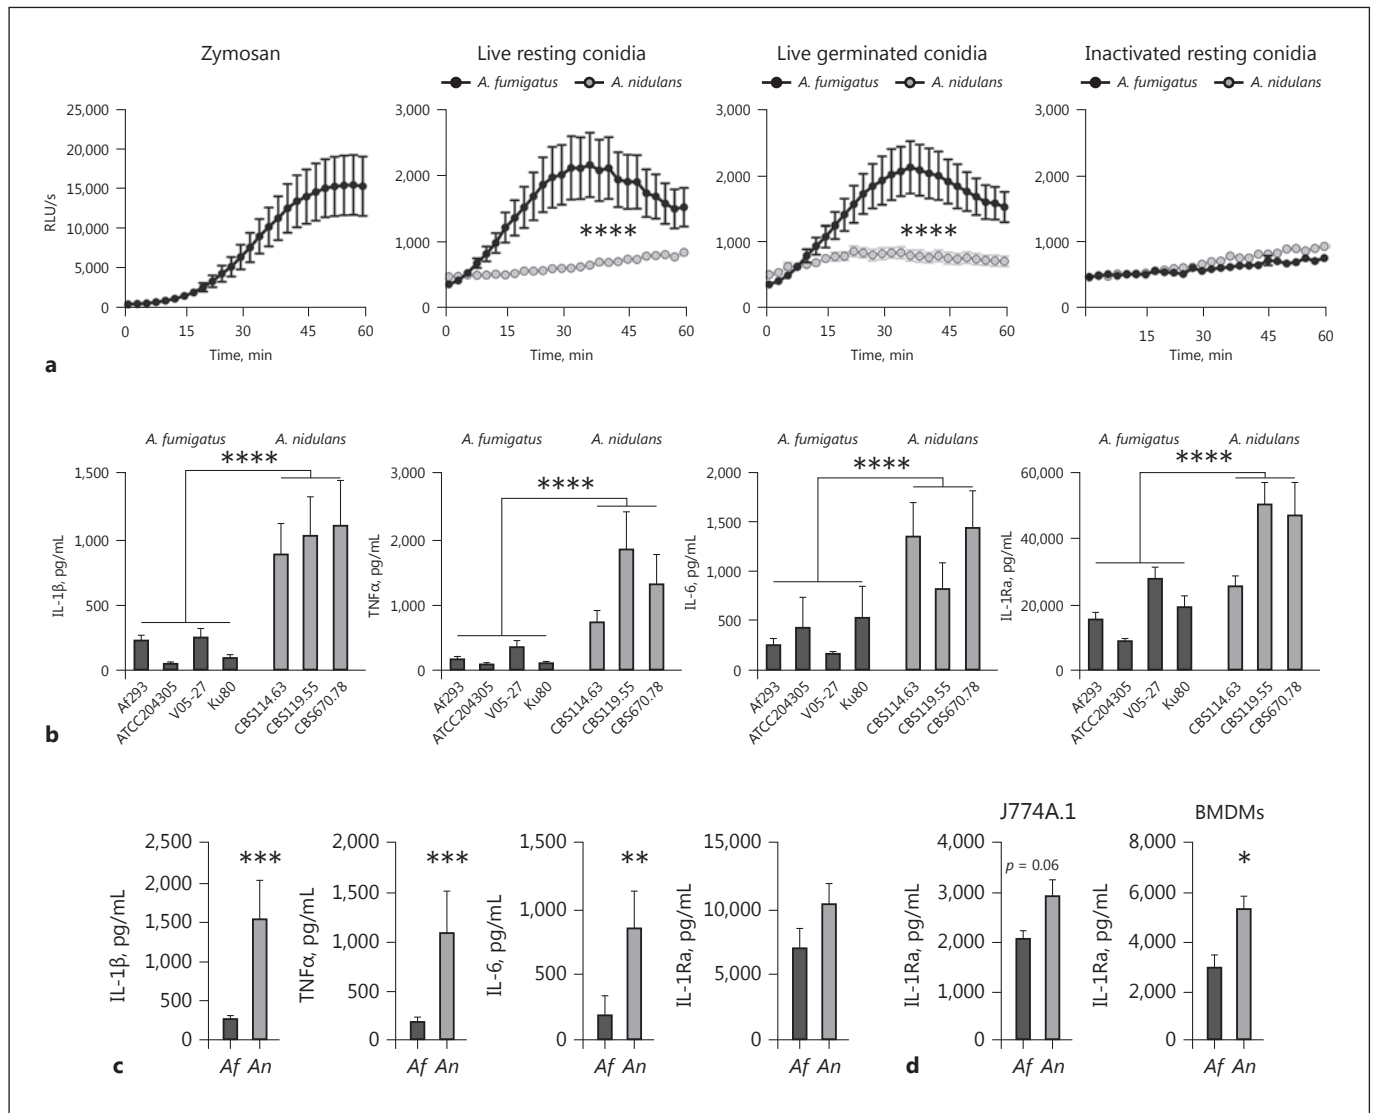 Zymosan
Live resting conidia
Live germinated conidia
Inactivated resting conidia
A. fumigatus A. nidulans
A. fumigatus A. nidulans
A. fumigatus A. nidulans
RLU/s
25,000
20,000
15,000
10,000
5,000
0
0 15 30 45 60
Time, min
3,000
2,000
1,000
0
0 15 30 45 60
Time, min
3,000
2,000
1,000
0
0 15 30 45 60
Time, min
3,000
2,000
1,000
0
15 30 45 60
Time, min
****
****
a
A. fumigatus A. nidulans
****
IL-1β, pg/mL
1,500
1,000
500
0
Af293
ATCC204305
V05-27
Ku80
CBS114.63
CBS119.55
CBS670.78
A. fumigatus A. nidulans
****
TNFα, pg/mL
3,000
2,000
1,000
0
Af293
ATCC204305
V05-27
Ku80
CBS114.63
CBS119.55
CBS670.78
A. fumigatus A. nidulans
****
IL-6, pg/mL
2,000
1,500
1,000
500
0
Af293
ATCC204305
V05-27
Ku80
CBS114.63
CBS119.55
CBS670.78
A. fumigatus A. nidulans
****
IL-1Ra, pg/mL
60,000
40,000
20,000
0
Af293
ATCC204305
V05-27
Ku80
CBS114.63
CBS119.55
CBS670.78
b
IL-1β, pg/mL
2,500
2,000
1,500
1,000
500
0
***
Af An
TNFα, pg/mL
2,000
1,500
1,000
500
0
***
Af An
IL-6, pg/mL
1,500
1,000
500
0
**
Af An
IL-1Ra, pg/mL
15,000
10,000
5,000
0
Af An
c
J774A.1
IL-1Ra, pg/mL
4,000
3,000
2,000
1,000
0
p = 0.06
Af An
BMDMs
IL-1Ra, pg/mL
8,000
6,000
4,000
2,000
0
*
Af An
d